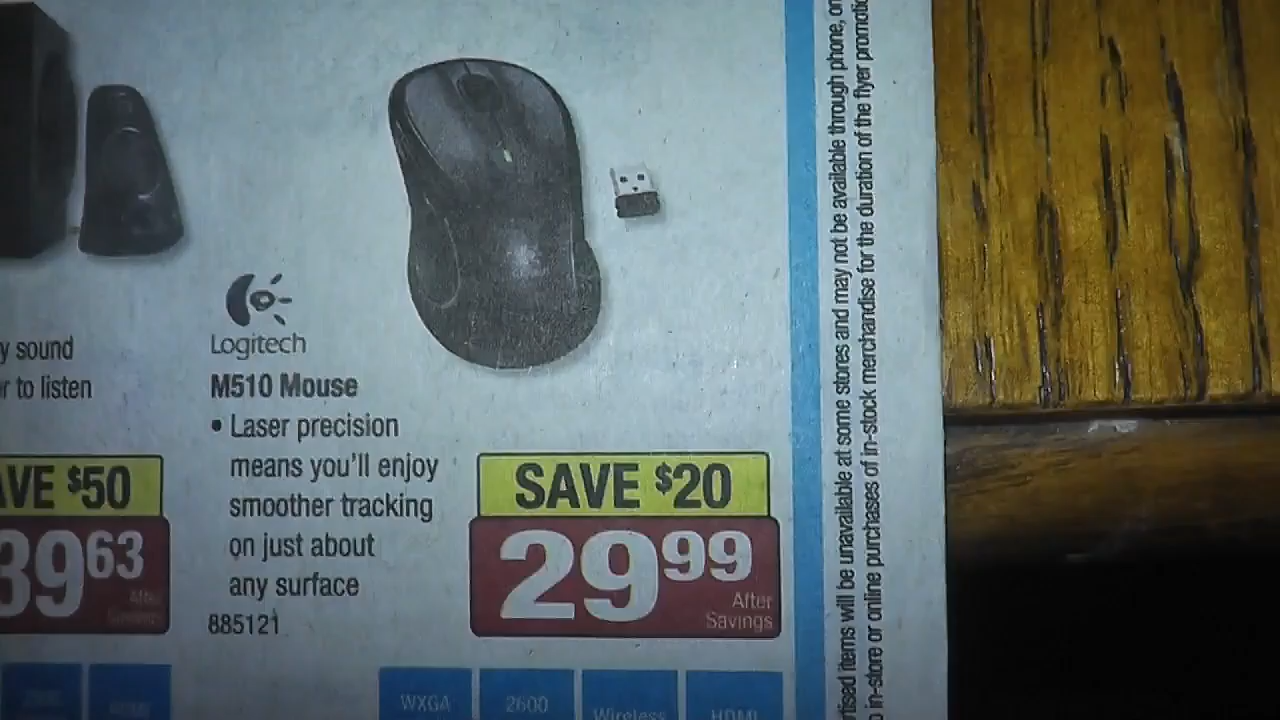 y sound
r to listen
AVE $50
39 63
After
Logitech
M510 Mouse
• Laser precision
means you'll enjoy
smoother tracking
on just about
any surface
885121
SAVE $20
29 99
After
Savings
WXGA
2600
Wireless
HDMI
rtised items will be unavailable at some stores and may not be available through phone, on
in-store or online purchases of in-stock merchandise for the duration of the flyer promotio